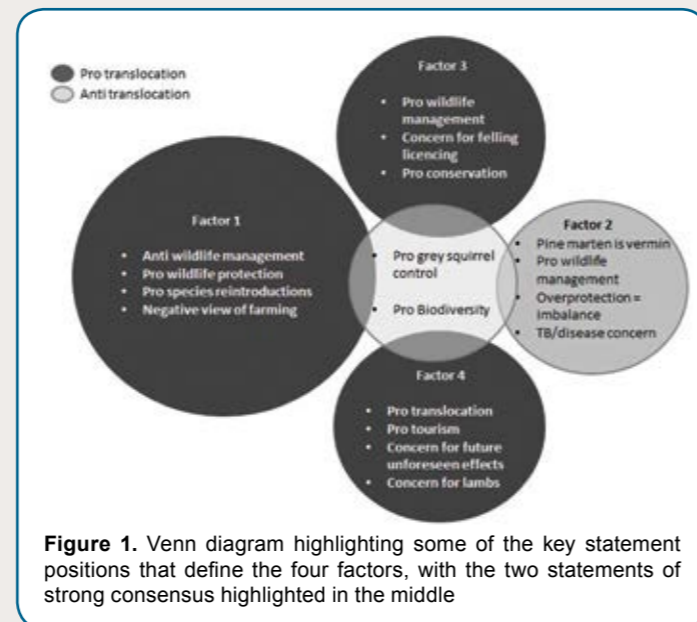 Pro translocation
Anti translocation
Factor 3
• Pro wildlife
management
• Concern for felling
licencing
• Pro conservation
Factor 1
• Anti wildlife management
• Pro wildlife protection
• Pro species reintroductions
• Negative view of farming
• Pro grey squirrel
control
• Pro Biodiversity
Factor 2
• Pine marten is vermin
• Pro wildlife
management
• Overprotection =
imbalance
• TB/disease concern
Factor 4
• Pro translocation
• Pro tourism
• Concern for future
unforeseen effects
• Concern for lambs
Figure 1. Venn diagram highlighting some of the key statement
positions that define the four factors, with the two statements of
strong consensus highlighted in the middle